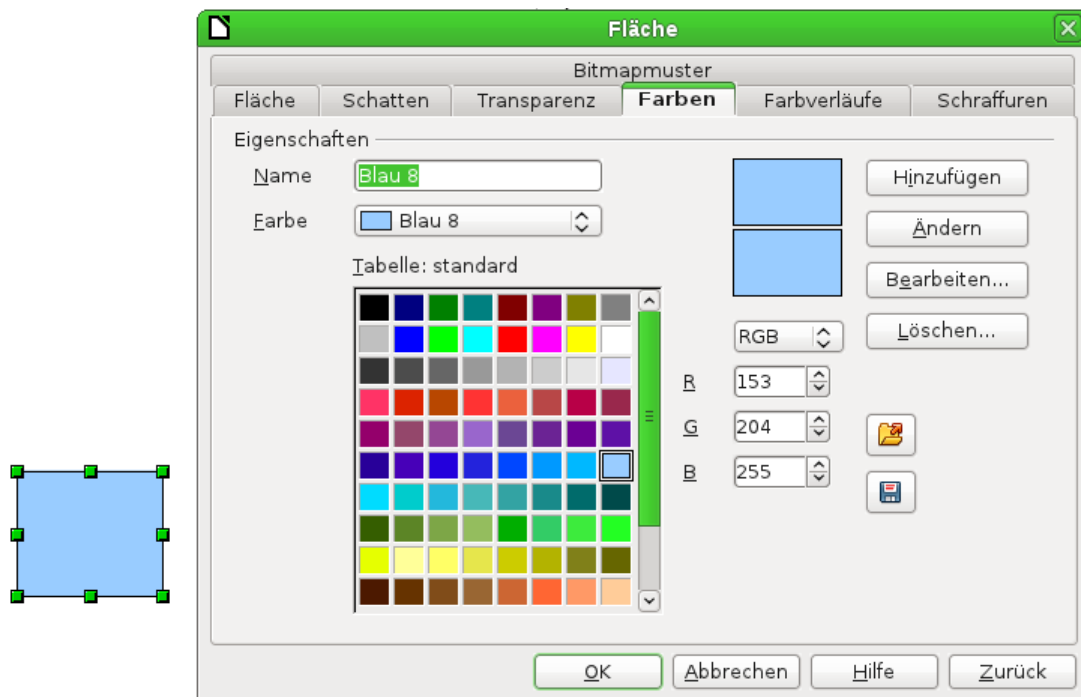 Fläche
Bitmapmuster
Fläche Schatten Transparenz Farben Farbverläufe Schraffuren
Eigenschaften
Name Blau 8 Hinzufügen
Farbe Blau 8 Ändern
Tabelle: standard
Bearbeiten...
RGB Löschen...
R 153
G 204
B 255
OK Abbrechen Hilfe Zurück